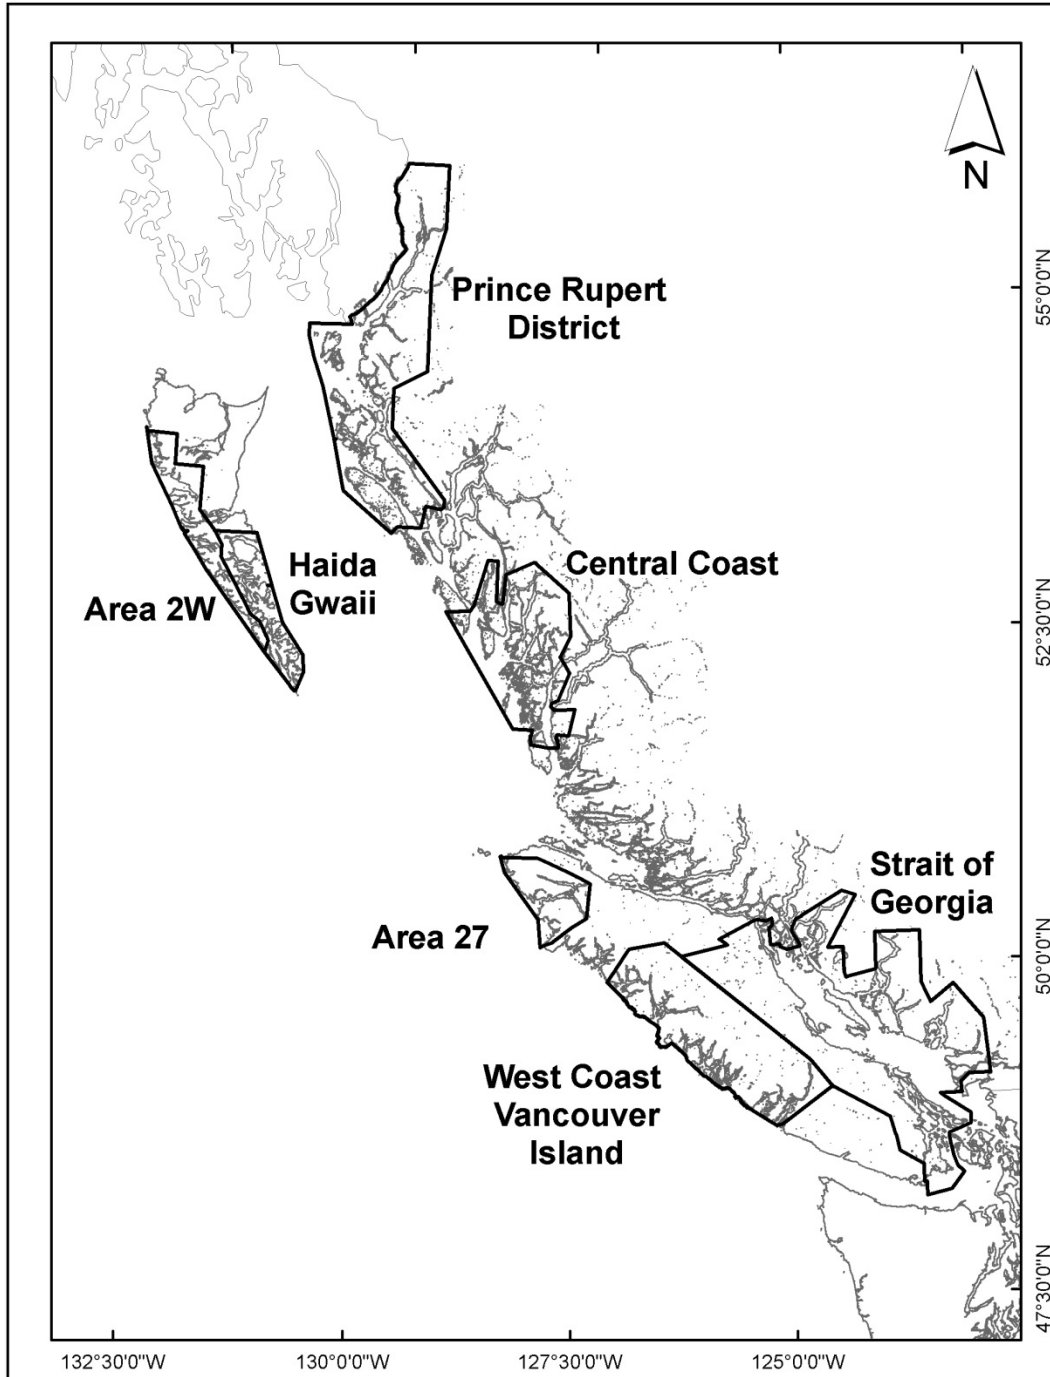 N
Prince Rupert
District
Haida
Gwaii
Area 2W
Central Coast
Strait of
Georgia
Area 27
West Coast
Vancouver
Island
55°0'0"N
52°30'0"N
50°0'0"N
47°30'0"N
132°30'0"W
130°0'0"W
127°30'0"W
125°0'0"W